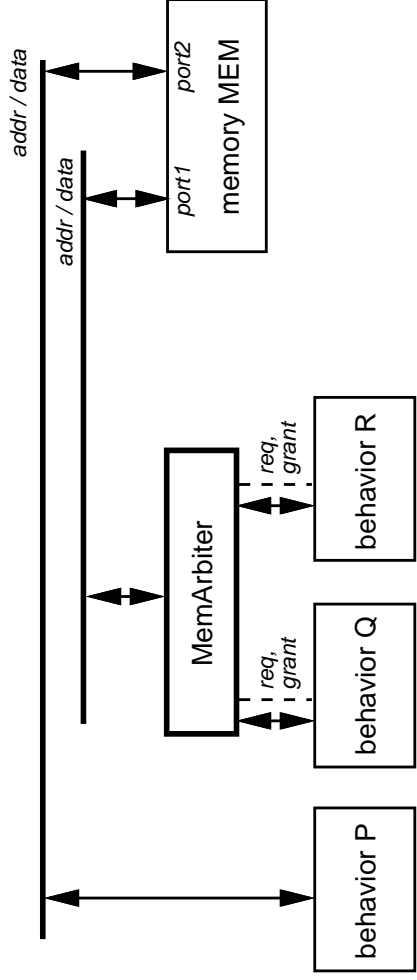 addr / data
addr / data
port1
port2
memory MEM
MemArbiter
req,
grant
req,
grant
behavior P
behavior Q
behavior R